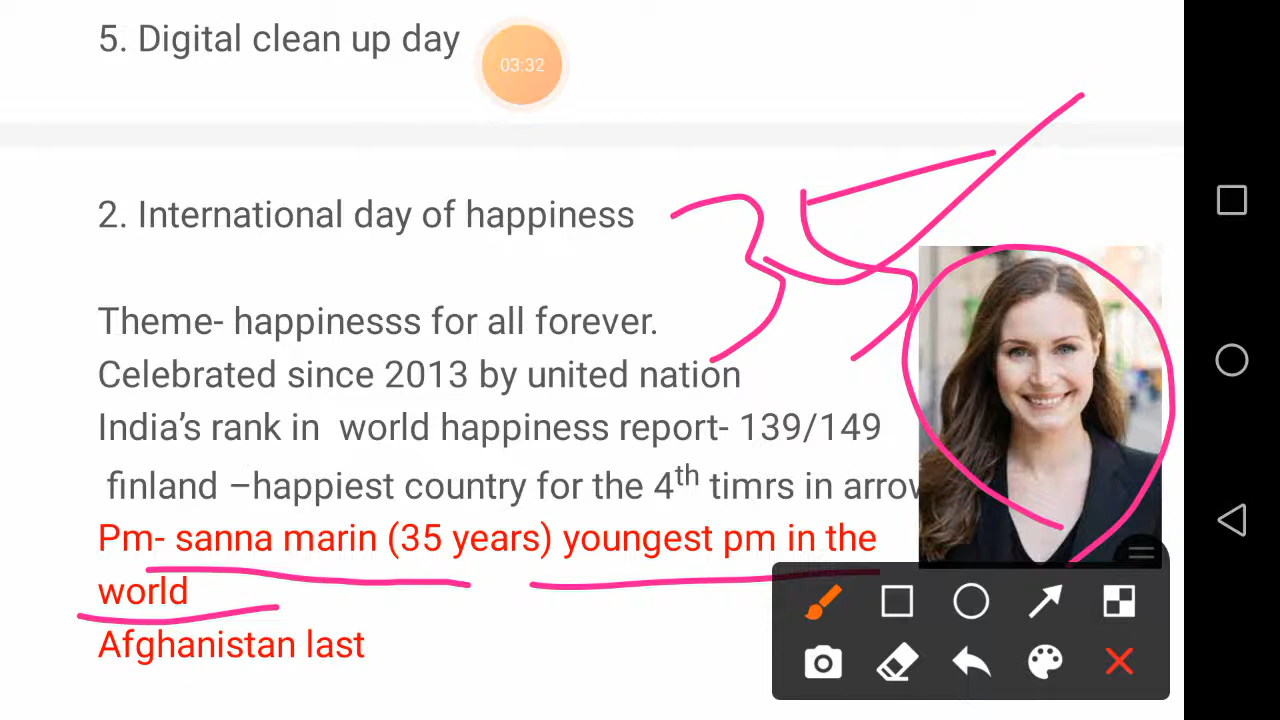 5. Digital clean up day
03:32
2. International day of happiness
35
Theme- happinesss for all forever.
Celebrated since 2013 by united nation
India’s rank in world happiness report- 139/149
finland –happiest country for the 4th timrs in arrow
Pm- sanna marin (35 years) youngest pm in the
world
Afghanistan last